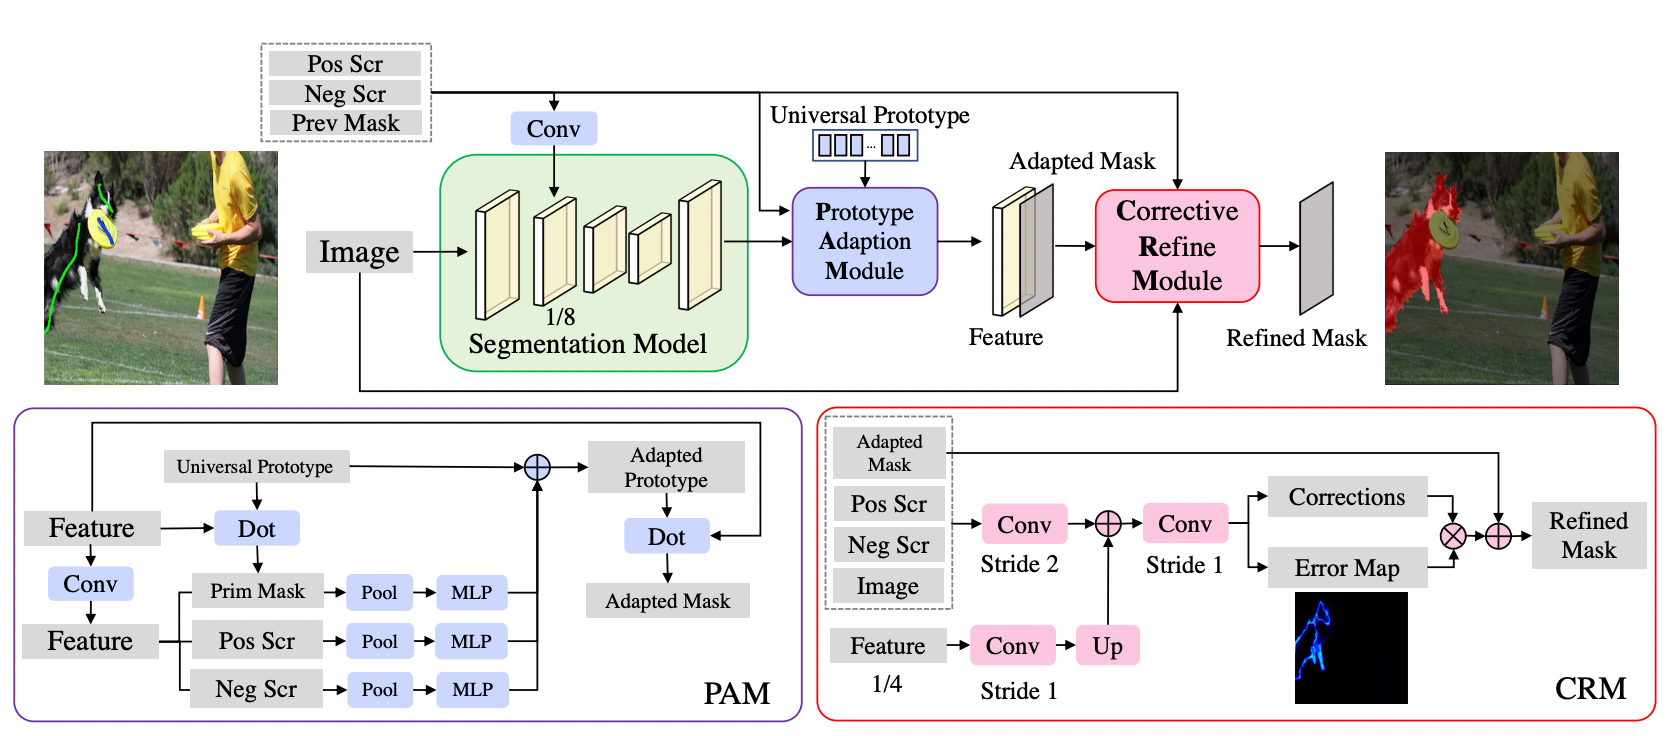 Pos Scr
Neg Scr
Prev Mask
Conv
Universal Prototype
...
Adapted Mask
Image
1/8
Segmentation Model
Prototype
Adaption
Module
Feature
Corrective
Refine
Module
Refined Mask
Universal Prototype
Feature
Dot
Conv
Feature
Prim Mask
Pool
MLP
Pos Scr
Pool
MLP
Neg Scr
Pool
MLP
Adapted
Prototype
Dot
Adapted Mask
PAM
Adapted
Mask
Pos Scr
Neg Scr
Image
Conv
Stride 2
Conv
Stride 1
Corrections
Error Map
Refined
Mask
Feature
1/4
Conv
Stride 1
Up
CRM